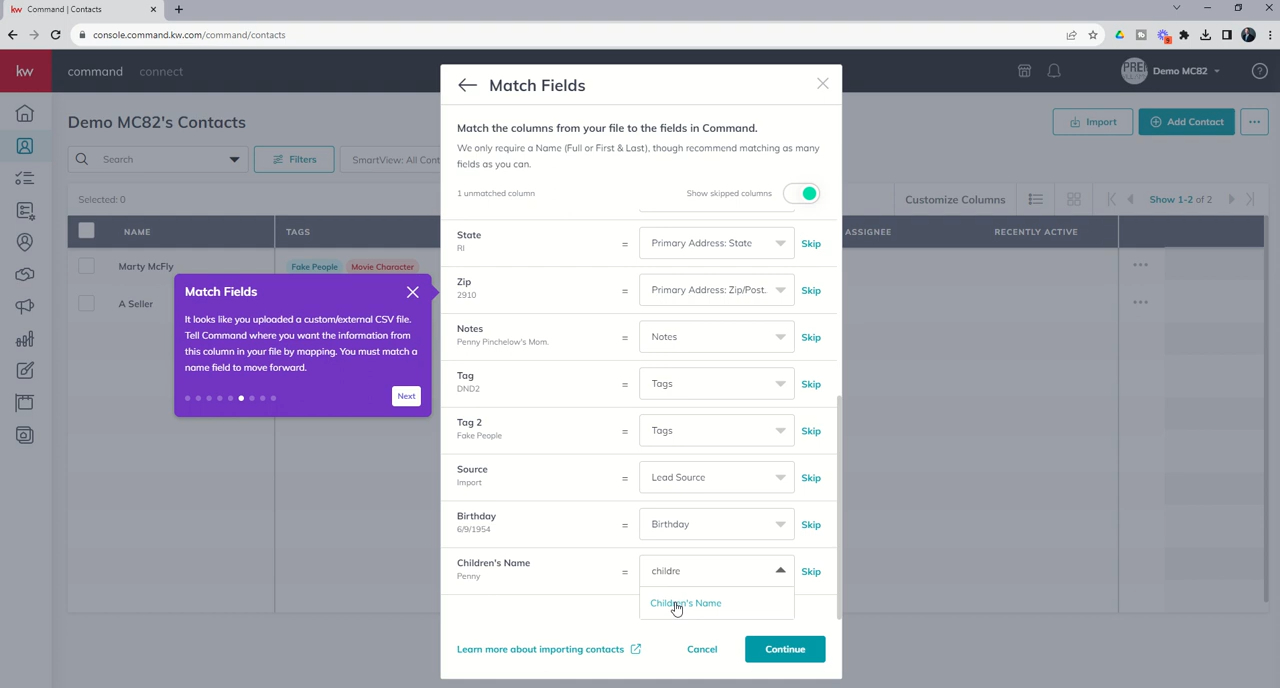 kw Command | Contacts
console.command.kw.com/command/contacts
kw
command
connect
Demo MC82
Demo MC82's Contacts
Import
Add Contact
Search
Filters
SmartView: All Cont
Selected: 0
Customize Columns
Show 1-2 of 2
NAME
TAGS
ASSIGNEE
RECENTLY ACTIVE
Marty McFly
Fake People
Movie Character
A Seller
Match Fields
It looks like you uploaded a custom/external CSV file.
Tell Command where you want the information from
this column in your file by mapping. You must match a
name field to move forward.
Next
Match Fields
Match the columns from your file to the fields in Command.
We only require a Name (Full or First & Last), though recommend matching as many
fields as you can.
1 unmatched column
Show skipped columns
State
RI
=
Primary Address: State
Skip
Zip
2910
=
Primary Address: Zip/Post.
Skip
Notes
Penny Pinchelow's Mom.
=
Notes
Skip
Tag
DND2
=
Tags
Skip
Tag 2
Fake People
=
Tags
Skip
Source
Import
=
Lead Source
Skip
Birthday
6/9/1954
=
Birthday
Skip
Children's Name
Penny
=
childre
Skip
Children's Name
Learn more about importing contacts
Cancel
Continue